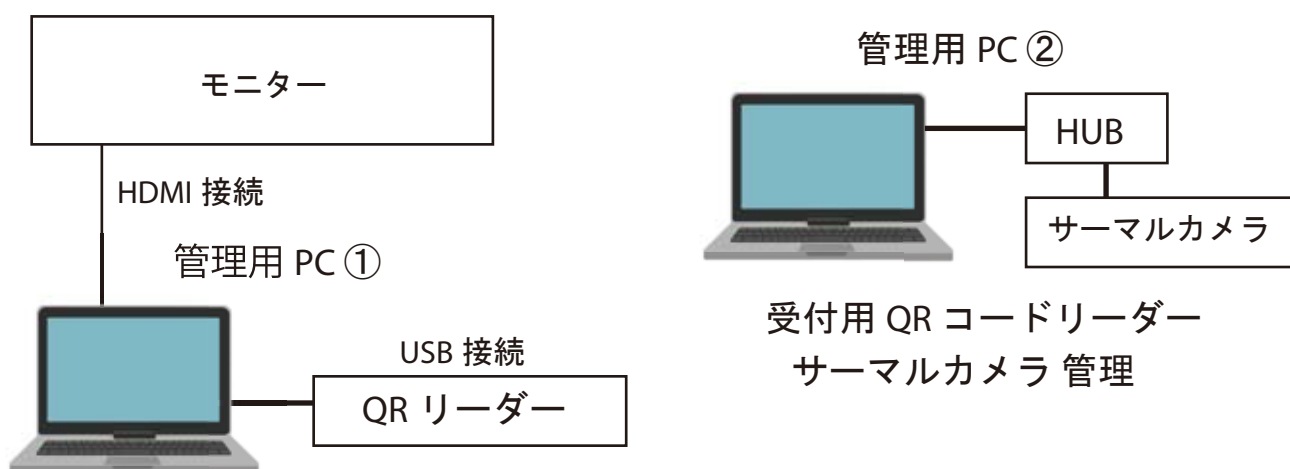 モニター
HDMI 接続
管理用 PC ①
USB 接続
QR リーダー
管理用 PC ②
HUB
サーマルカメラ
受付用 QR コードリーダー
サーマルカメラ 管理